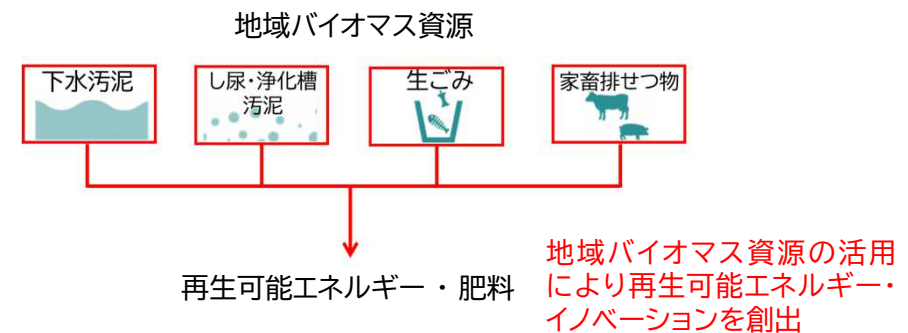 地域バイオマス資源
下水汚泥
し尿・浄化槽
汚泥
生ごみ
家畜排せつ物
再生可能エネルギー・肥料
地域バイオマス資源の活用
により再生可能エネルギー・
イノベーションを創出